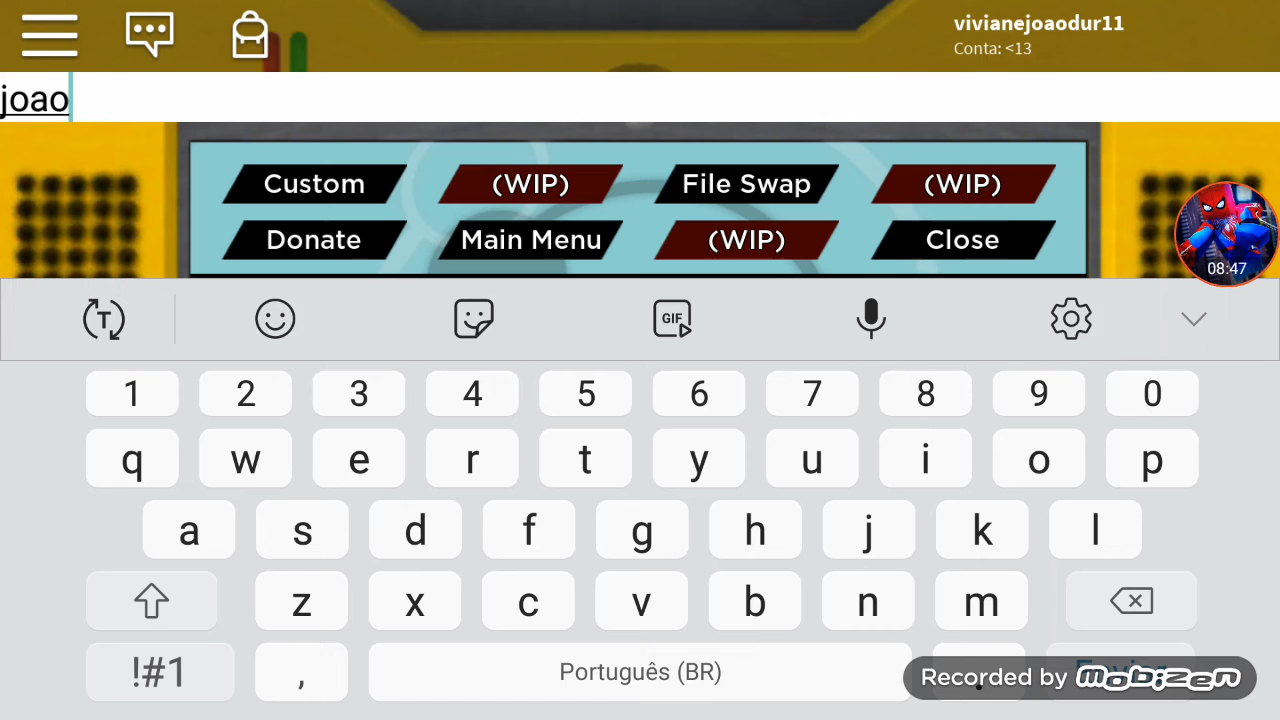 vivianejoaodur11
Conta: <13
joao
Custom (WIP) File Swap (WIP)
Donate Main Menu (WIP) Close
08:47
T GIF
1 2 3 4 5 6 7 8 9 0
q w e r t y u i o p
a s d f g h j k l
z x c v b n m
!#1 , Português (BR) .
Recorded by mobizen